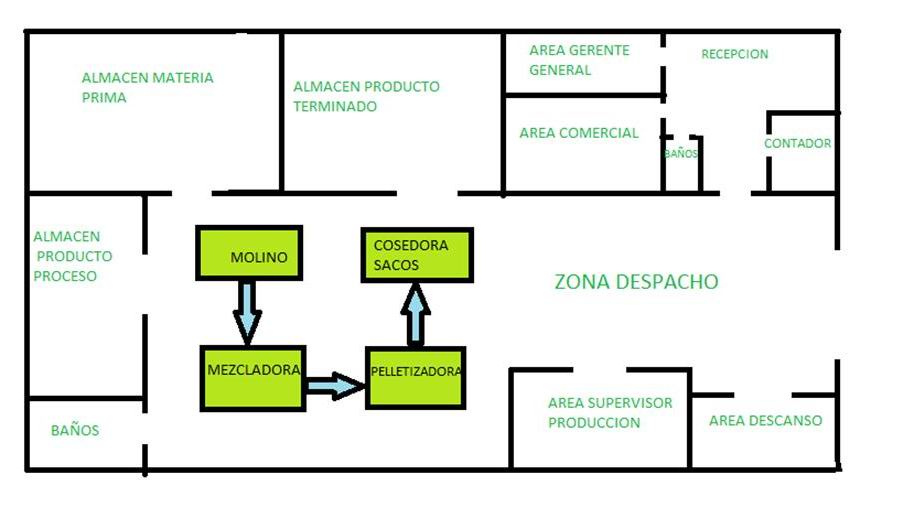 ALMACEN MATERIA
PRIMA
ALMACEN PRODUCTO
TERMINADO
AREA GERENTE
GENERAL
RECEPCION
AREA COMERCIAL
BAÑOS
CONTADOR
ALMACEN
PRODUCTO
PROCESO
MOLINO
COSEDORA
SACOS
ZONA DESPACHO
MEZCLADORA
PELLETIZADORA
BAÑOS
AREA SUPERVISOR
PRODUCCION
AREA DESCANSO